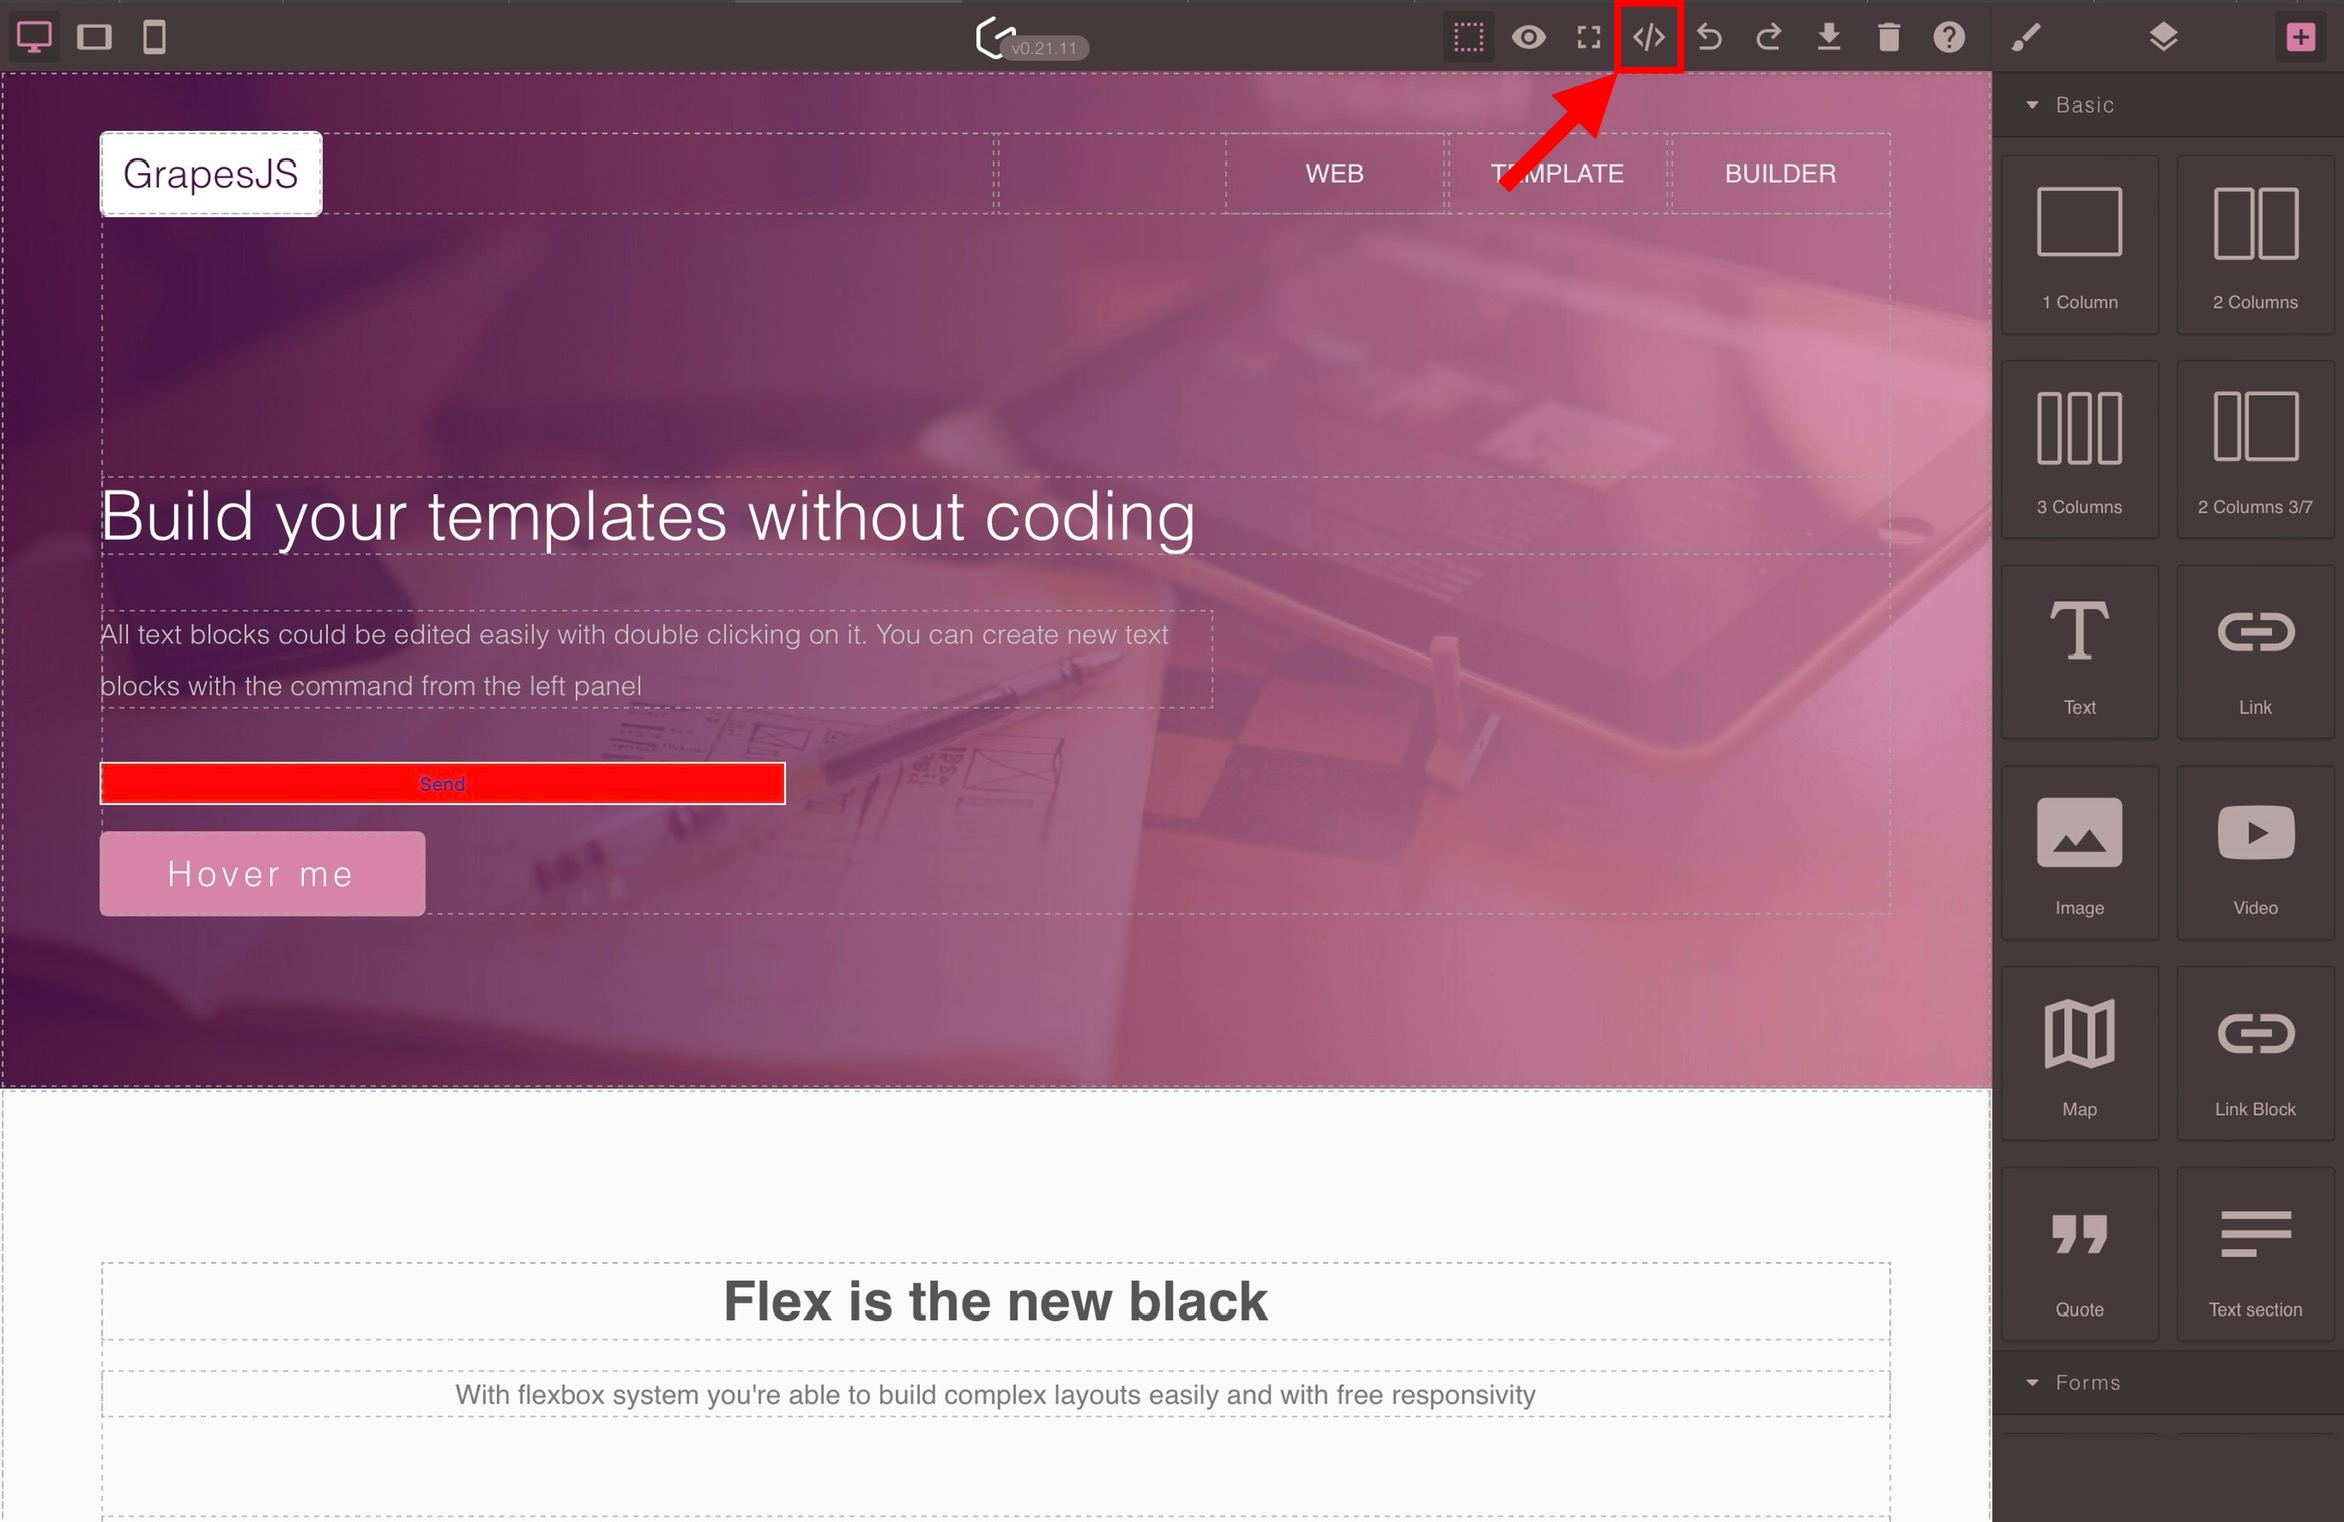 v0.21.11
GrapesJS
WEB
TEMPLATE
BUILDER
Build your templates without coding
All text blocks could be edited easily with double clicking on it. You can create new text
blocks with the command from the left panel
Send
Hover me
Flex is the new black
With flexbox system you're able to build complex layouts easily and with free responsivity
Basic
1 Column
2 Columns
3 Columns
2 Columns 3/7
Text
Link
Image
Video
Map
Link Block
Quote
Text section
Forms